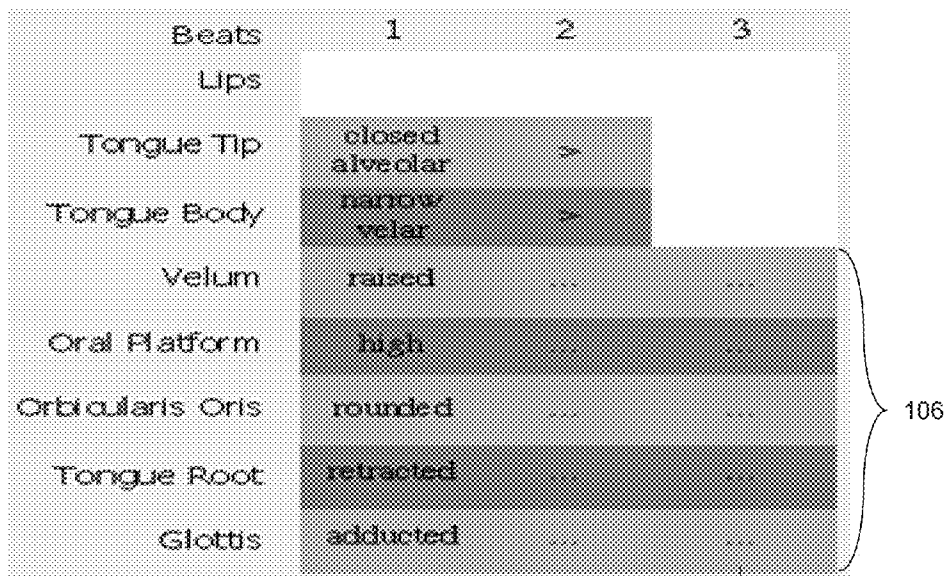 Beats 1 2 3
Lips
Tongue Tip closed alveolar >
Tongue Body narrow velar >
Velum raised ... ...
Oral Platform high ... ...
Orbicularis Oris rounded ... ...
Tongue Root retracted ... ...
Glottis adducted ... ...
106